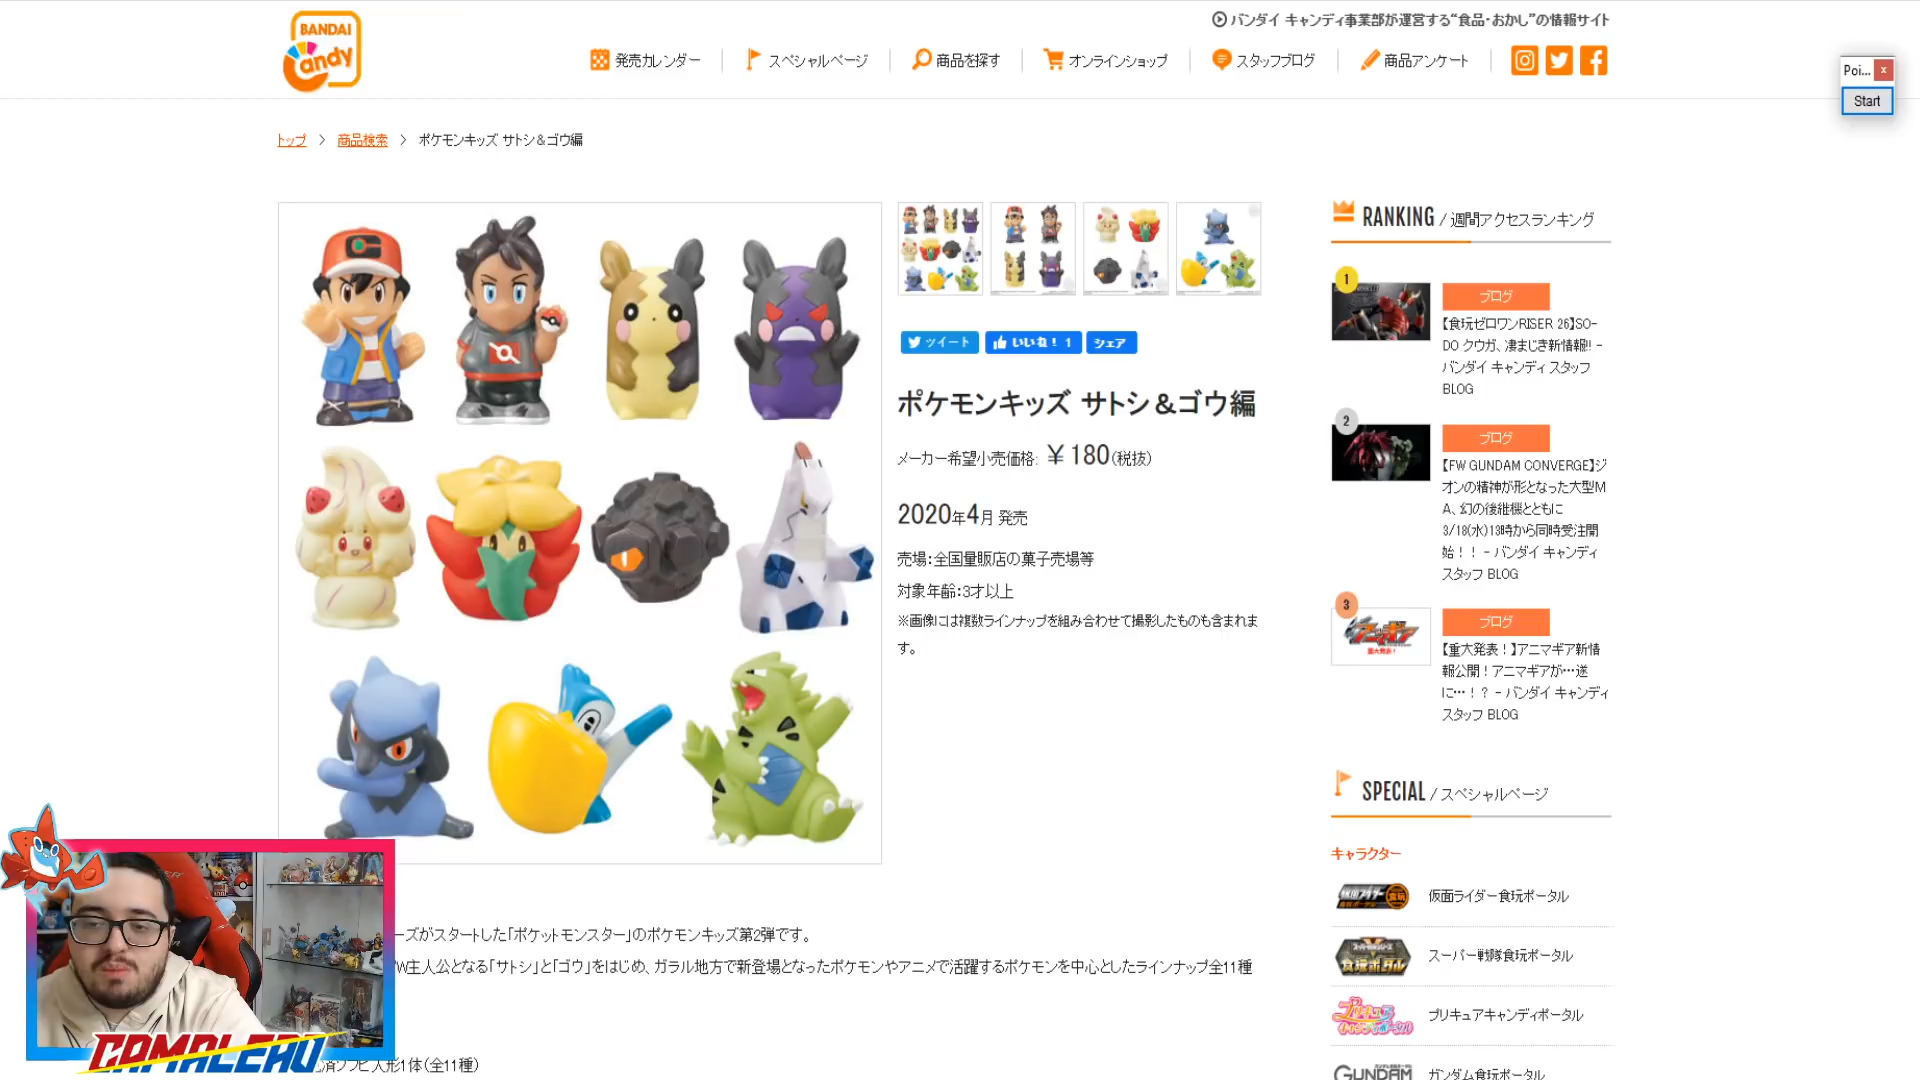 BANDAI
Candy
バンダイ キャンディ事業部が運営する“食品・おかし”の情報サイト
発売カレンダー
スペシャルページ
商品を探す
オンラインショップ
スタッフブログ
商品アンケート
Poi... x
Start
トップ > 商品検索 > ポケモンキッズ サトシ＆ゴウ編
ツイート
いいね！ 1
シェア
ポケモンキッズ サトシ＆ゴウ編
メーカー希望小売価格: ￥180(税抜)
2020年4月 発売
売場：全国量販店の菓子売場等
対象年齢：3才以上
※画像には複数ラインナップを組み合わせて撮影したものも含まれま
す。
RANKING / 週間アクセスランキング
1
ブログ
【食玩ゼロワンRISER 26】SO-
DO クウガ、凄まじき新情報!! -
バンダイ キャンディ スタッフ
BLOG
2
ブログ
【FW GUNDAM CONVERGE】ジ
オンの精神が形となった大型M
A、幻の後継機とともに
3/18(水)13時から同時受注開
始！！ - バンダイ キャンディ
スタッフ BLOG
3
アニマギア
重大発表！
ブログ
【重大発表！】アニマギア新情
報公開！アニマギアが…遂
に…！？ - バンダイ キャンディ
スタッフ BLOG
SPECIAL / スペシャルページ
キャラクター
仮面ライダー食玩ポータル
食玩ポータル
スーパー戦隊食玩ポータル
プリキュア
プリキュアキャンディポータル
GUNDAM
ガンダム食玩ポータル
ーズがスタートした「ポケットモンスター」のポケモンキッズ第2弾です。
W主人公となる「サトシ」と「ゴウ」をはじめ、ガラル地方で新登場となったポケモンやアニメで活躍するポケモンを中心としたラインナップ全11種
済ソフビ人形1体(全11種)
CAMALEAO